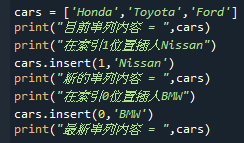 cars = ['Honda','Toyota','Ford']
print("目前串列内容 = ",cars)
print("在索引1位置插入Nissan")
cars.insert(1,'Nissan')
print("新的串列内容 = ",cars)
print("在索引0位置插入BMW")
cars.insert(0,'BMW')
print("最新串列内容 = ",cars)